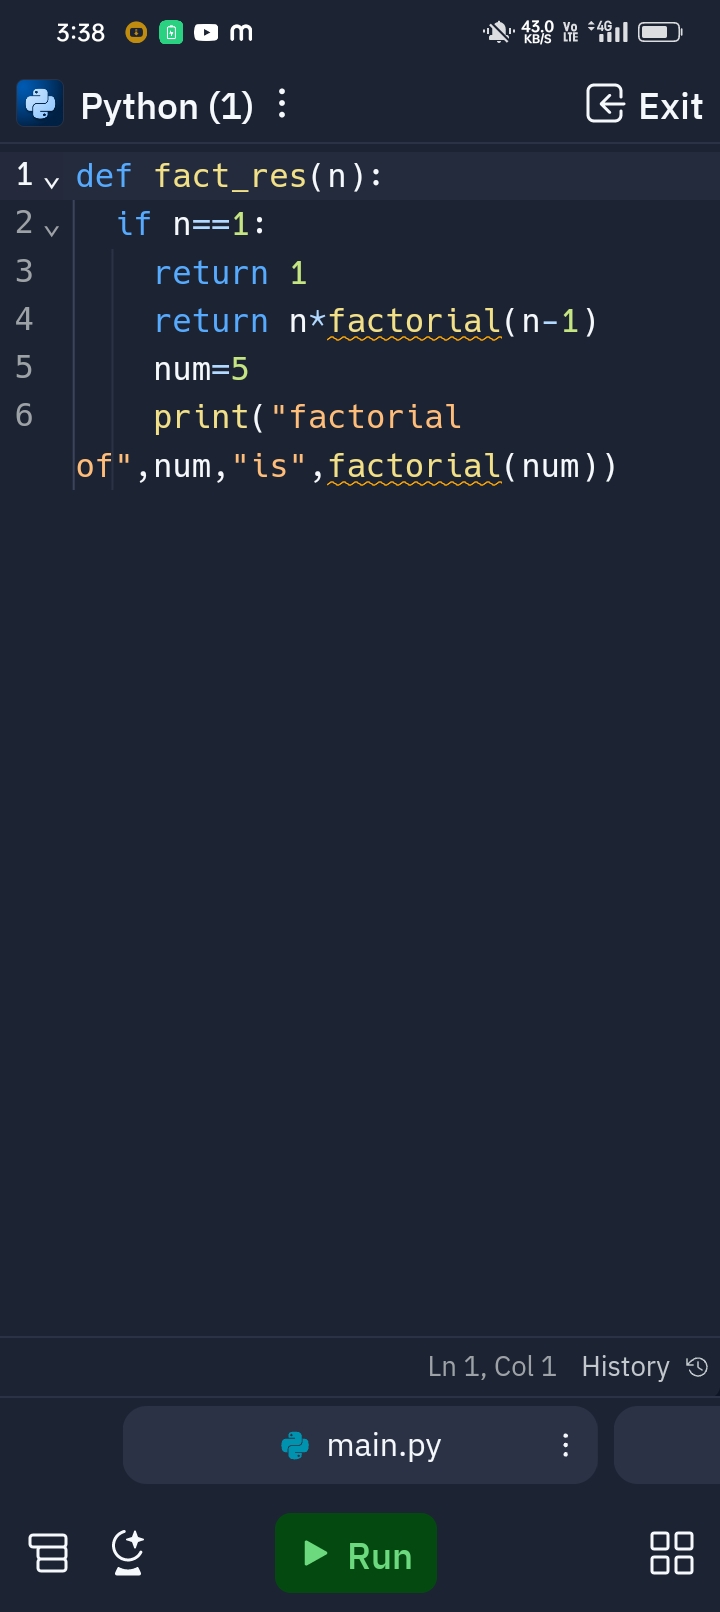 3:38
43.0 KB/S Vo LTE 4G
Python (1)
Exit
1 def fact_res(n):
2 if n==1:
3 return 1
4 return n*factorial(n-1)
5 num=5
6 print("factorial
of",num,"is",factorial(num))
Ln 1, Col 1 History
main.py
Run